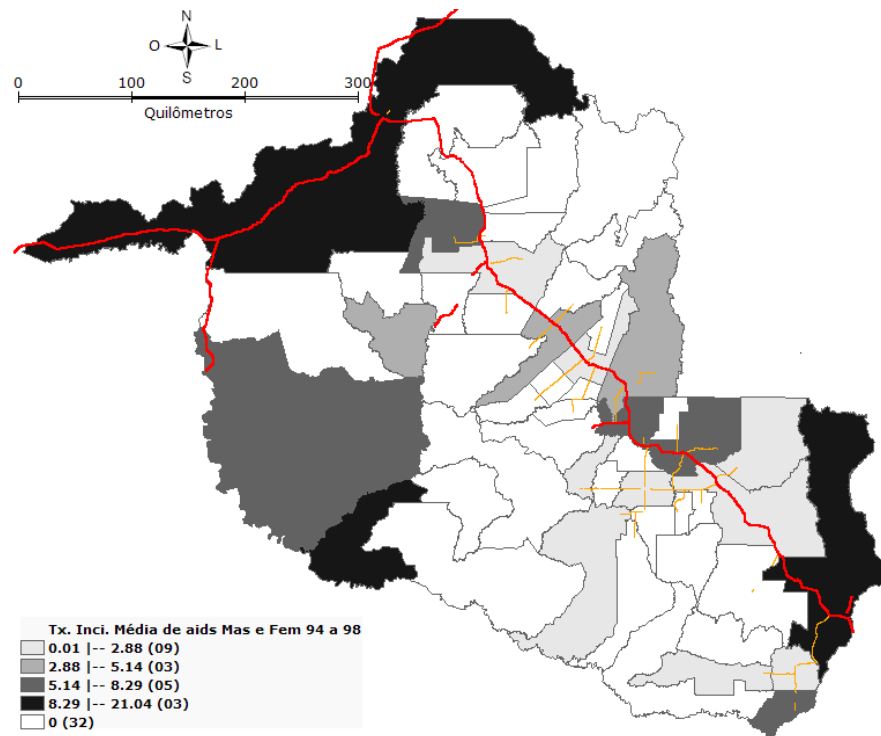 N
O L
S
0 100 200 300
Quilômetros
Tx. Inci. Média de aids Mas e Fem 94 a 98
0.01 |-- 2.88 (09)
2.88 |-- 5.14 (03)
5.14 |-- 8.29 (05)
8.29 |-- 21.04 (03)
0 (32)